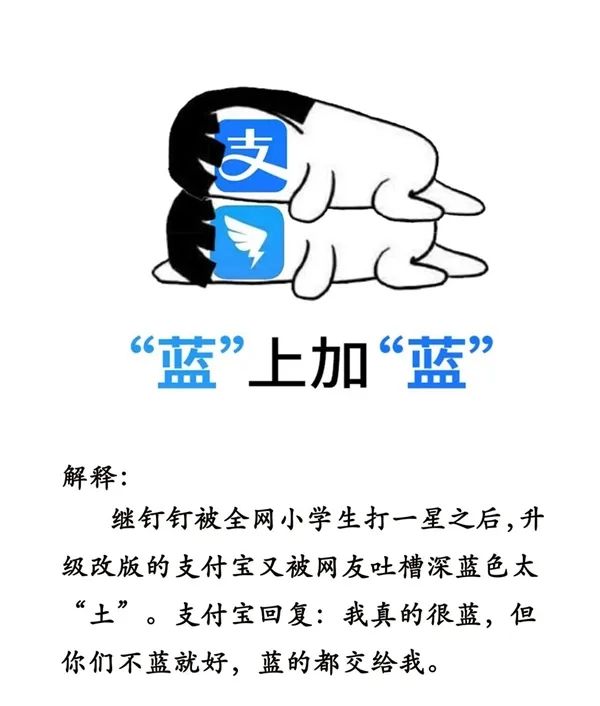 支
“蓝”上加“蓝”
解释：
继钉钉被全网小学生打一星之后，升
级改版的支付宝又被网友吐槽深蓝色太
“土”。支付宝回复：我真的很蓝，但
你们不蓝就好，蓝的都交给我。